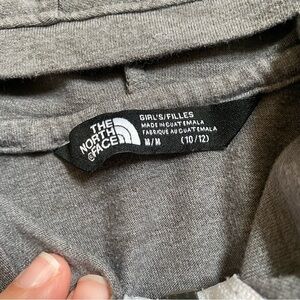 THE
NORTH
FACE
GIRL'S/FILLES
MADE IN GUATEMALA
FABRIQUÉ AU GUATEMALA
M/M (10/12)